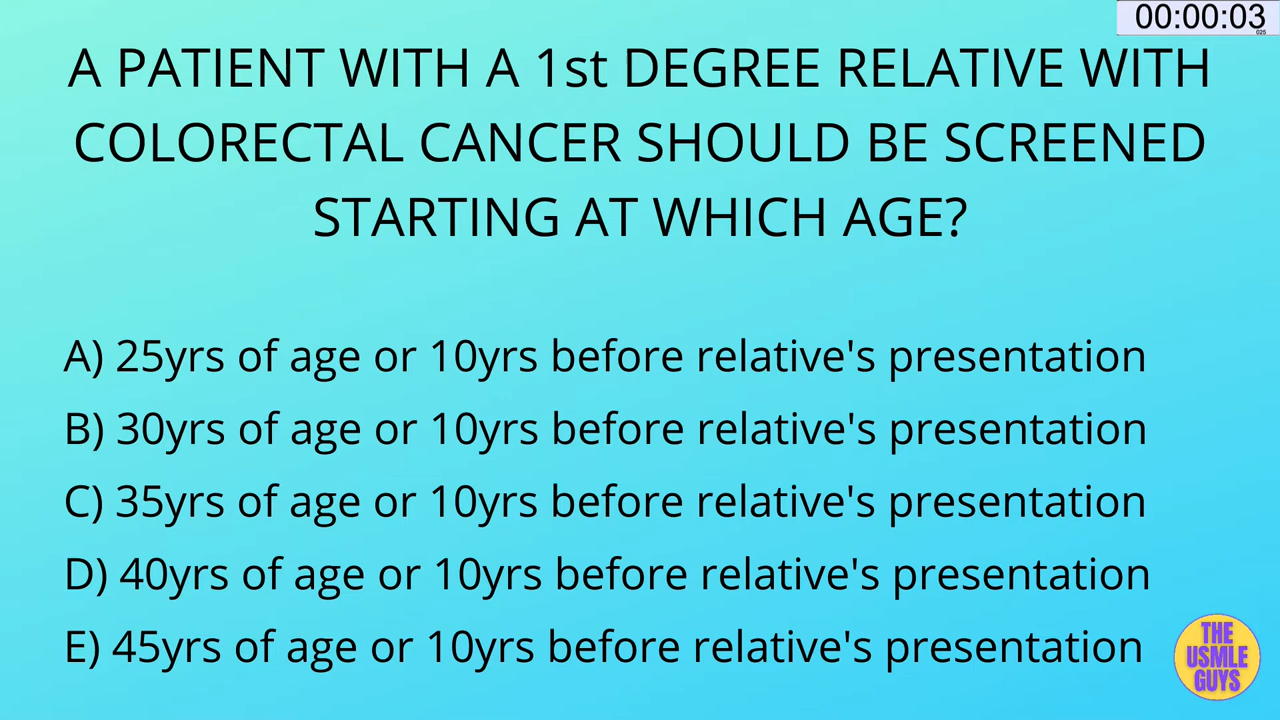 00:00:03
025
A PATIENT WITH A 1st DEGREE RELATIVE WITH
COLORECTAL CANCER SHOULD BE SCREENED
STARTING AT WHICH AGE?
A) 25yrs of age or 10yrs before relative's presentation
B) 30yrs of age or 10yrs before relative's presentation
C) 35yrs of age or 10yrs before relative's presentation
D) 40yrs of age or 10yrs before relative's presentation
E) 45yrs of age or 10yrs before relative's presentation
THE
USMLE
GUYS